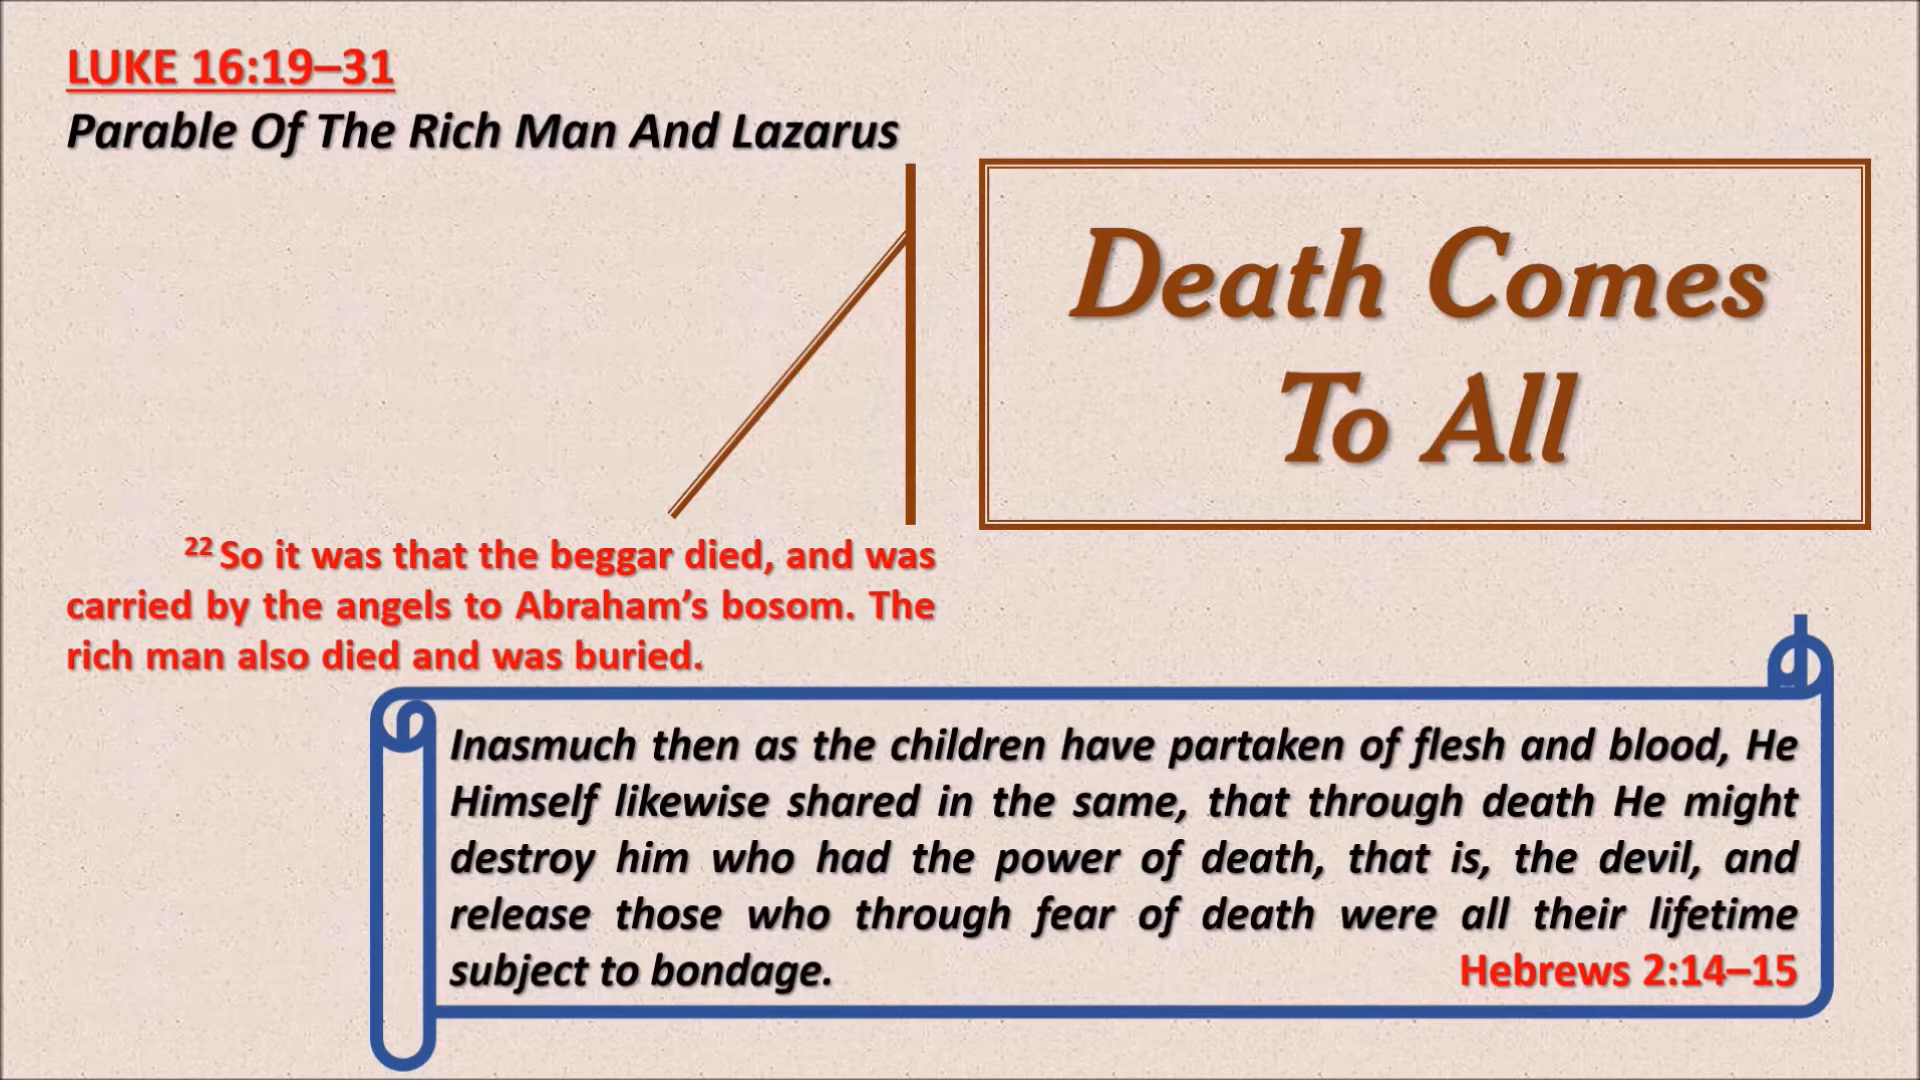 LUKE 16:19–31
Parable Of The Rich Man And Lazarus
Death Comes
To All
22 So it was that the beggar died, and was
carried by the angels to Abraham’s bosom. The
rich man also died and was buried.
Inasmuch then as the children have partaken of flesh and blood, He
Himself likewise shared in the same, that through death He might
destroy him who had the power of death, that is, the devil, and
release those who through fear of death were all their lifetime
subject to bondage. Hebrews 2:14–15